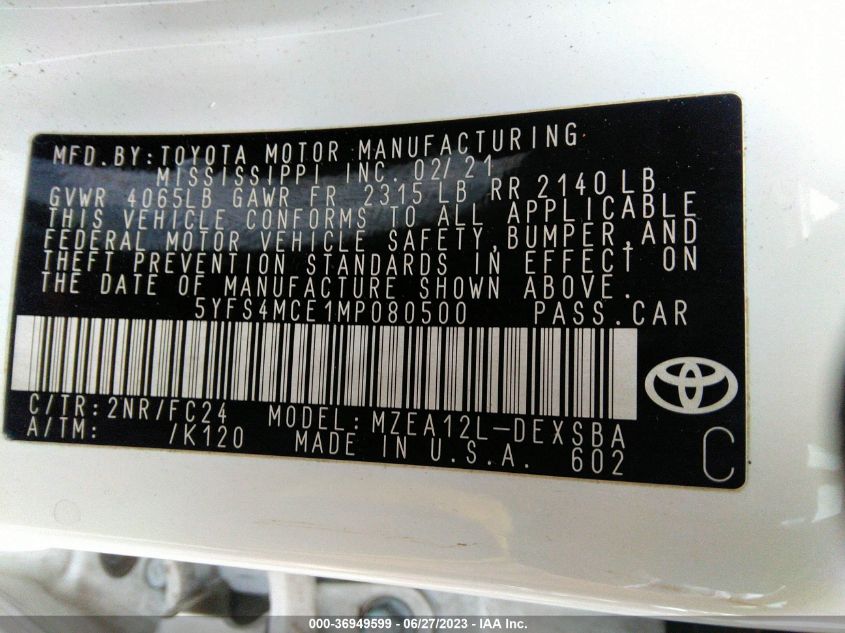 MFD.BY:TOYOTA MOTOR MANUFACTURING
MISSISSIPPI INC. 02/21
GVWR 4065LB GAWR FR 2315LB RR 2140LB
THIS VEHICLE CONFORMS TO ALL APPLICABLE
FEDERAL MOTOR VEHICLE SAFETY,BUMPER,AND
THEFT PREVENTION STANDARDS IN EFFECT ON
THE DATE OF MANUFACTURE SHOWN ABOVE.
5YFS4MCE1MP080500 PASS.CAR
C/TR:2NR/FC24 MODEL:MZEA12L-DEXSBA
A/TM: /K120 MADE IN U.S.A. 602
C
000-36949599 - 06/27/2023 - IAA Inc.